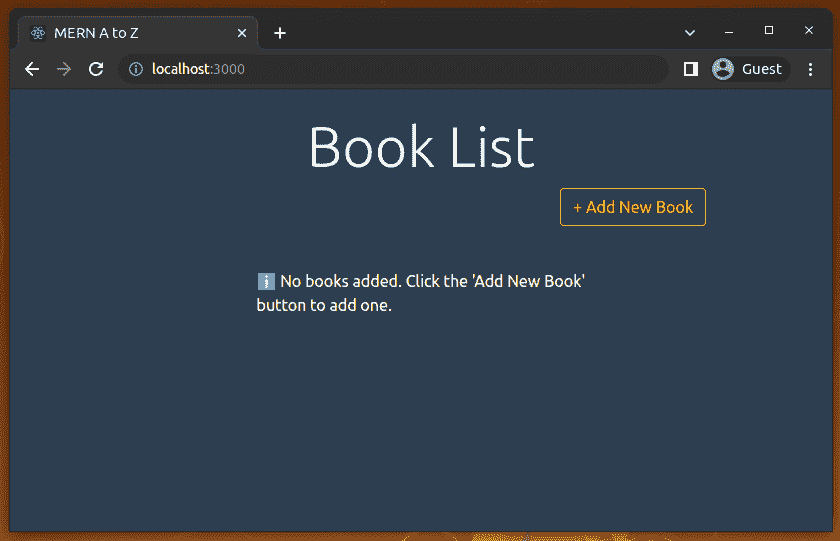 MERN A to Z
localhost:3000
Guest
Book List
+ Add New Book
ℹ️ No books added. Click the 'Add New Book'
button to add one.